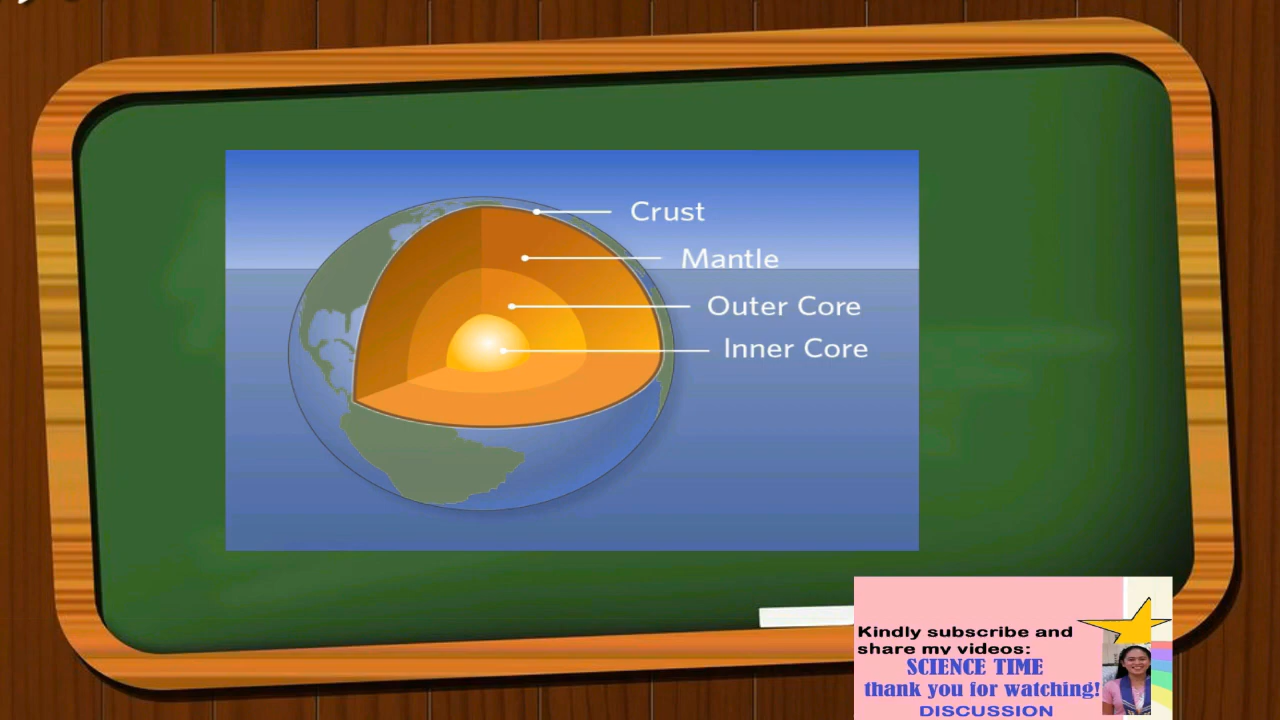 Crust
Mantle
Outer Core
Inner Core
Kindly subscribe and
share my videos:
SCIENCE TIME
thank you for watching!
DISCUSSION